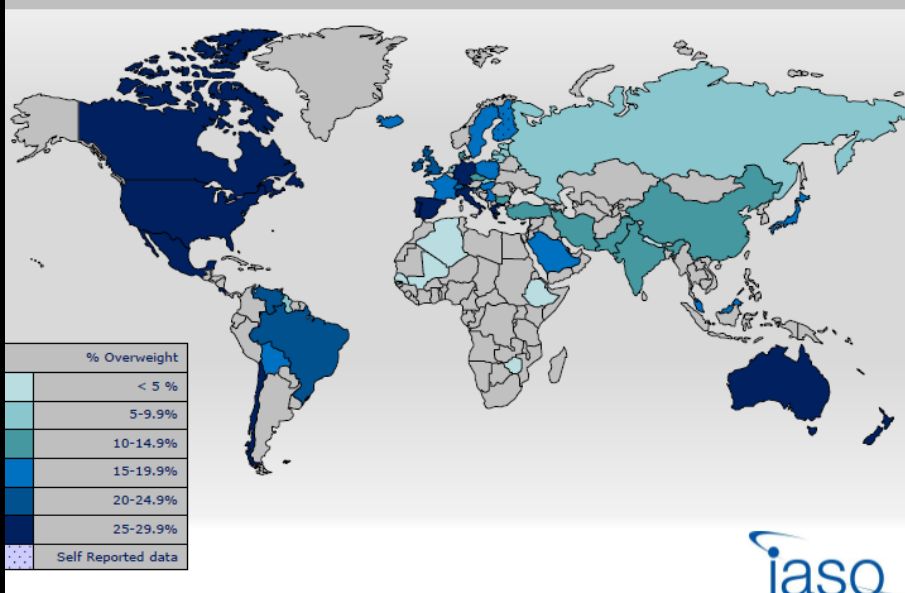 % Overweight
< 5 %
5-9.9%
10-14.9%
15-19.9%
20-24.9%
25-29.9%
Self Reported data
iaso